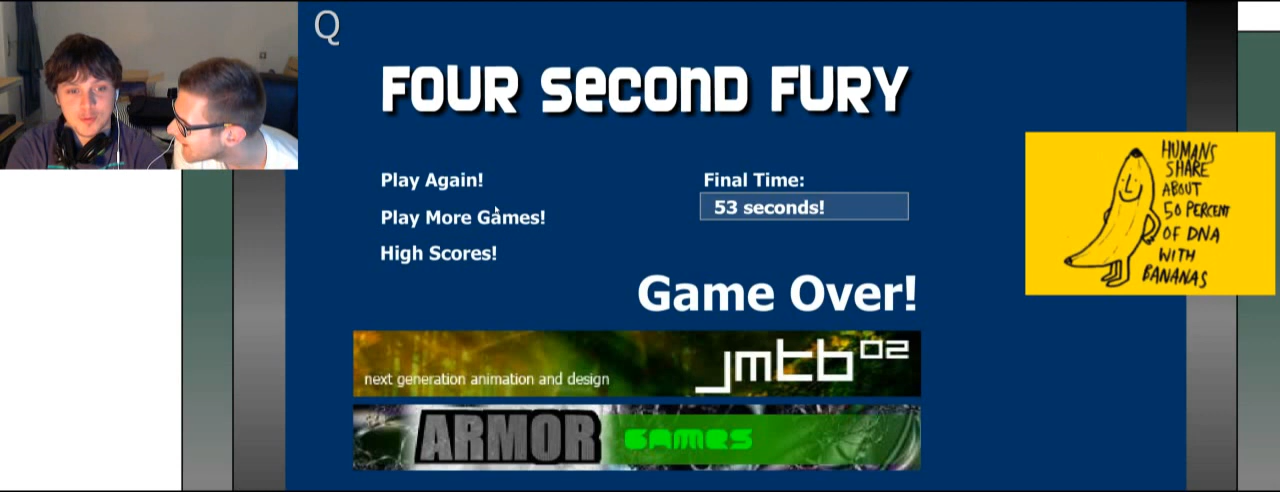 Q
FOUR SECOND FURY
Play Again!
Play More Games!
High Scores!
Final Time:
53 seconds!
Game Over!
next generation animation and design
jmtb02
ARMOR GAMES
HUMANS
SHARE
ABOUT
50 PERCENT
OF DNA
WITH
BANANAS